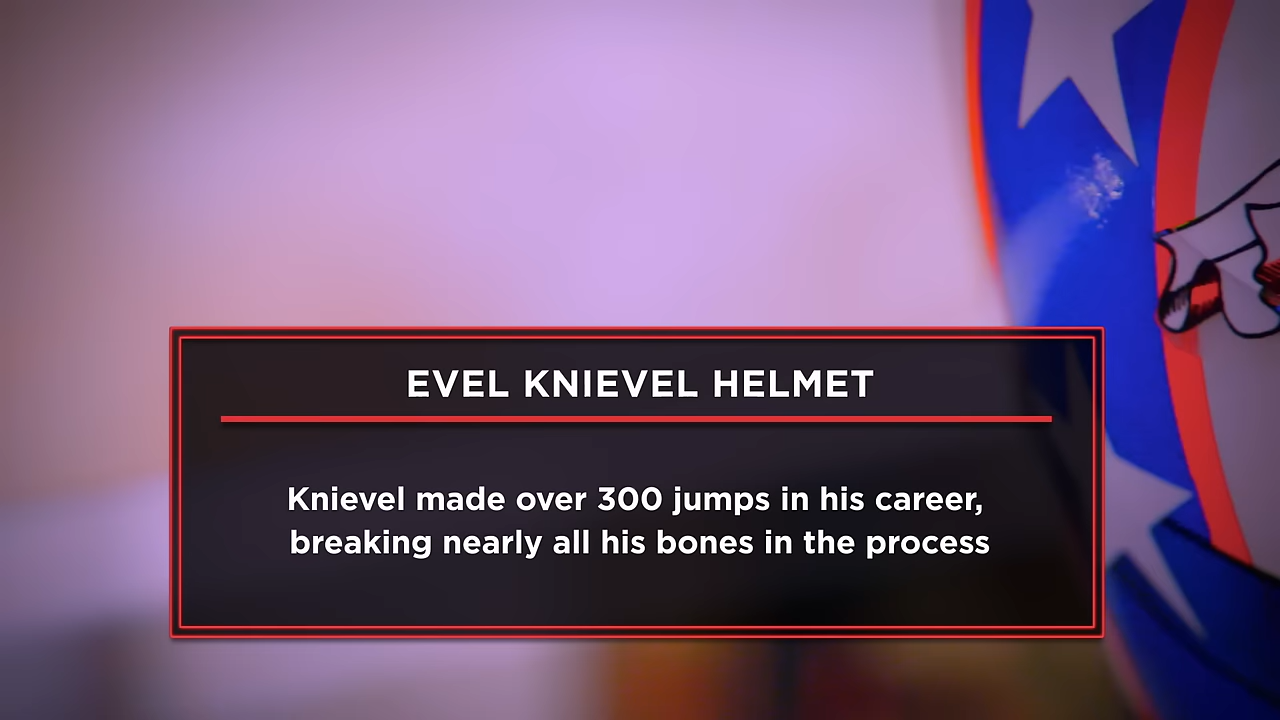 EVEL KNIEVEL HELMET
Knievel made over 300 jumps in his career,
breaking nearly all his bones in the process